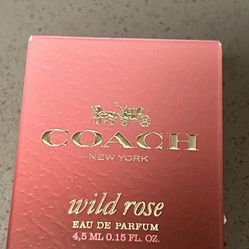 COACH
NEW YORK
wild rose
EAU DE PARFUM
4,5 ML 0.15 FL. OZ.